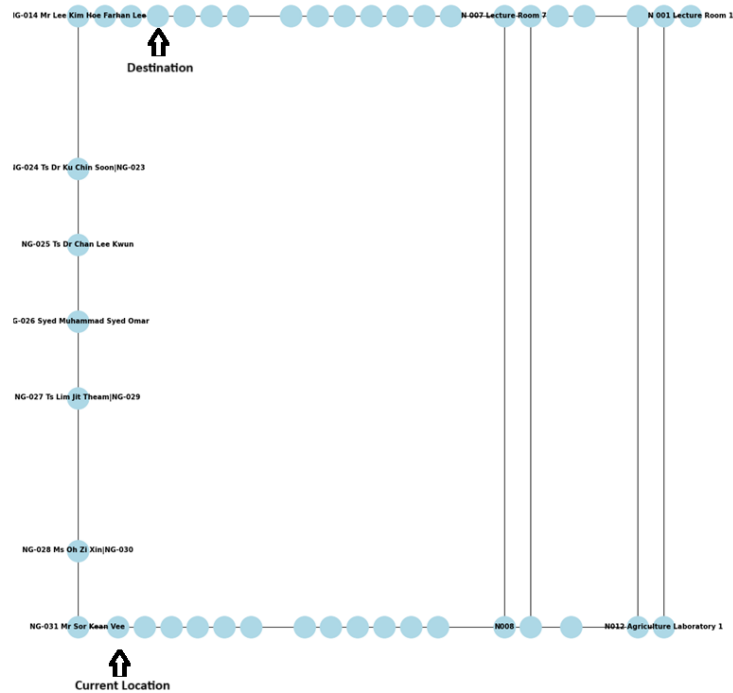 IG-014 Mr Lee Kim Hoe Farhan Lee
N 007 Lecture Room 7
N 001 Lecture Room 1
Destination
IG-024 Ts Dr Ku Chin Soon|NG-023
NG-025 Ts Dr Chan Lee Kwun
G-026 Syed Muhammad Syed Omar
NG-027 Ts Lim Jit Theam|NG-029
NG-028 Ms Oh Zi Xin|NG-030
NG-031 Mr Sor Kean Vee
N008
N012 Agriculture Laboratory 1
Current Location